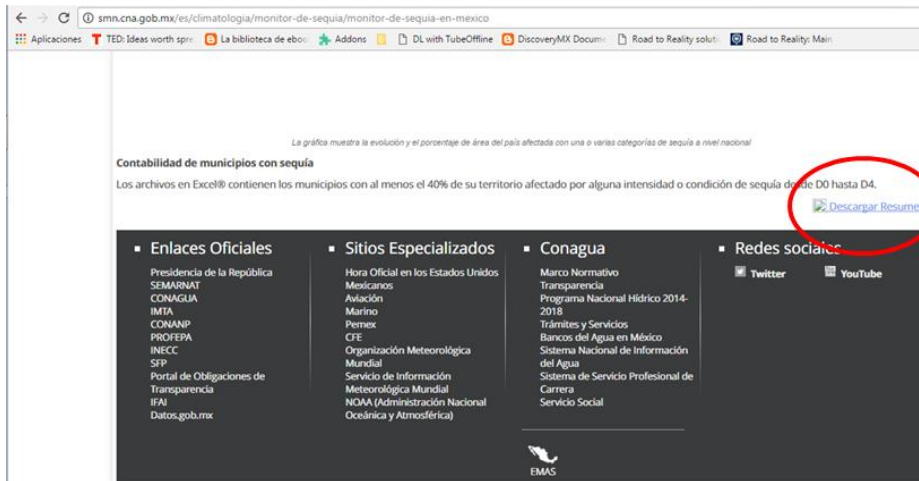 smn.cna.gob.mx/es/climatologia/monitor-de-sequia/monitor-de-sequia-en-mexico
Aplicaciones TED: Ideas worth spre La biblioteca de eboo Addons DL with TubeOffline DiscoveryMX Docume Road to Reality soluti Road to Reality: Main
La gráfica muestra la evolución y el porcentaje de área del país afectada con una o varias categorías de sequía a nivel nacional
Contabilidad de municipios con sequía
Los archivos en Excel® contienen los municipios con al menos el 40% de su territorio afectado por alguna intensidad o condición de sequía desde D0 hasta D4.
Descargar Resume
Enlaces Oficiales
Presidencia de la República
SEMARNAT
CONAGUA
IMTA
CONANP
PROFEPA
INECC
SFP
Portal de Obligaciones de
Transparencia
IFAI
Datos.gob.mx
Sitios Especializados
Hora Oficial en los Estados Unidos
Mexicanos
Aviación
Marino
Pemex
CFE
Organización Meteorológica
Mundial
Servicio de Información
Meteorológica Mundial
NOAA (Administración Nacional
Oceánica y Atmosférica)
Conagua
Marco Normativo
Transparencia
Programa Nacional Hídrico 2014-
2018
Trámites y Servicios
Bancos del Agua en México
Sistema Nacional de Información
del Agua
Sistema de Servicio Profesional de
Carrera
Servicio Social
EMAS
Redes sociales
Twitter YouTube